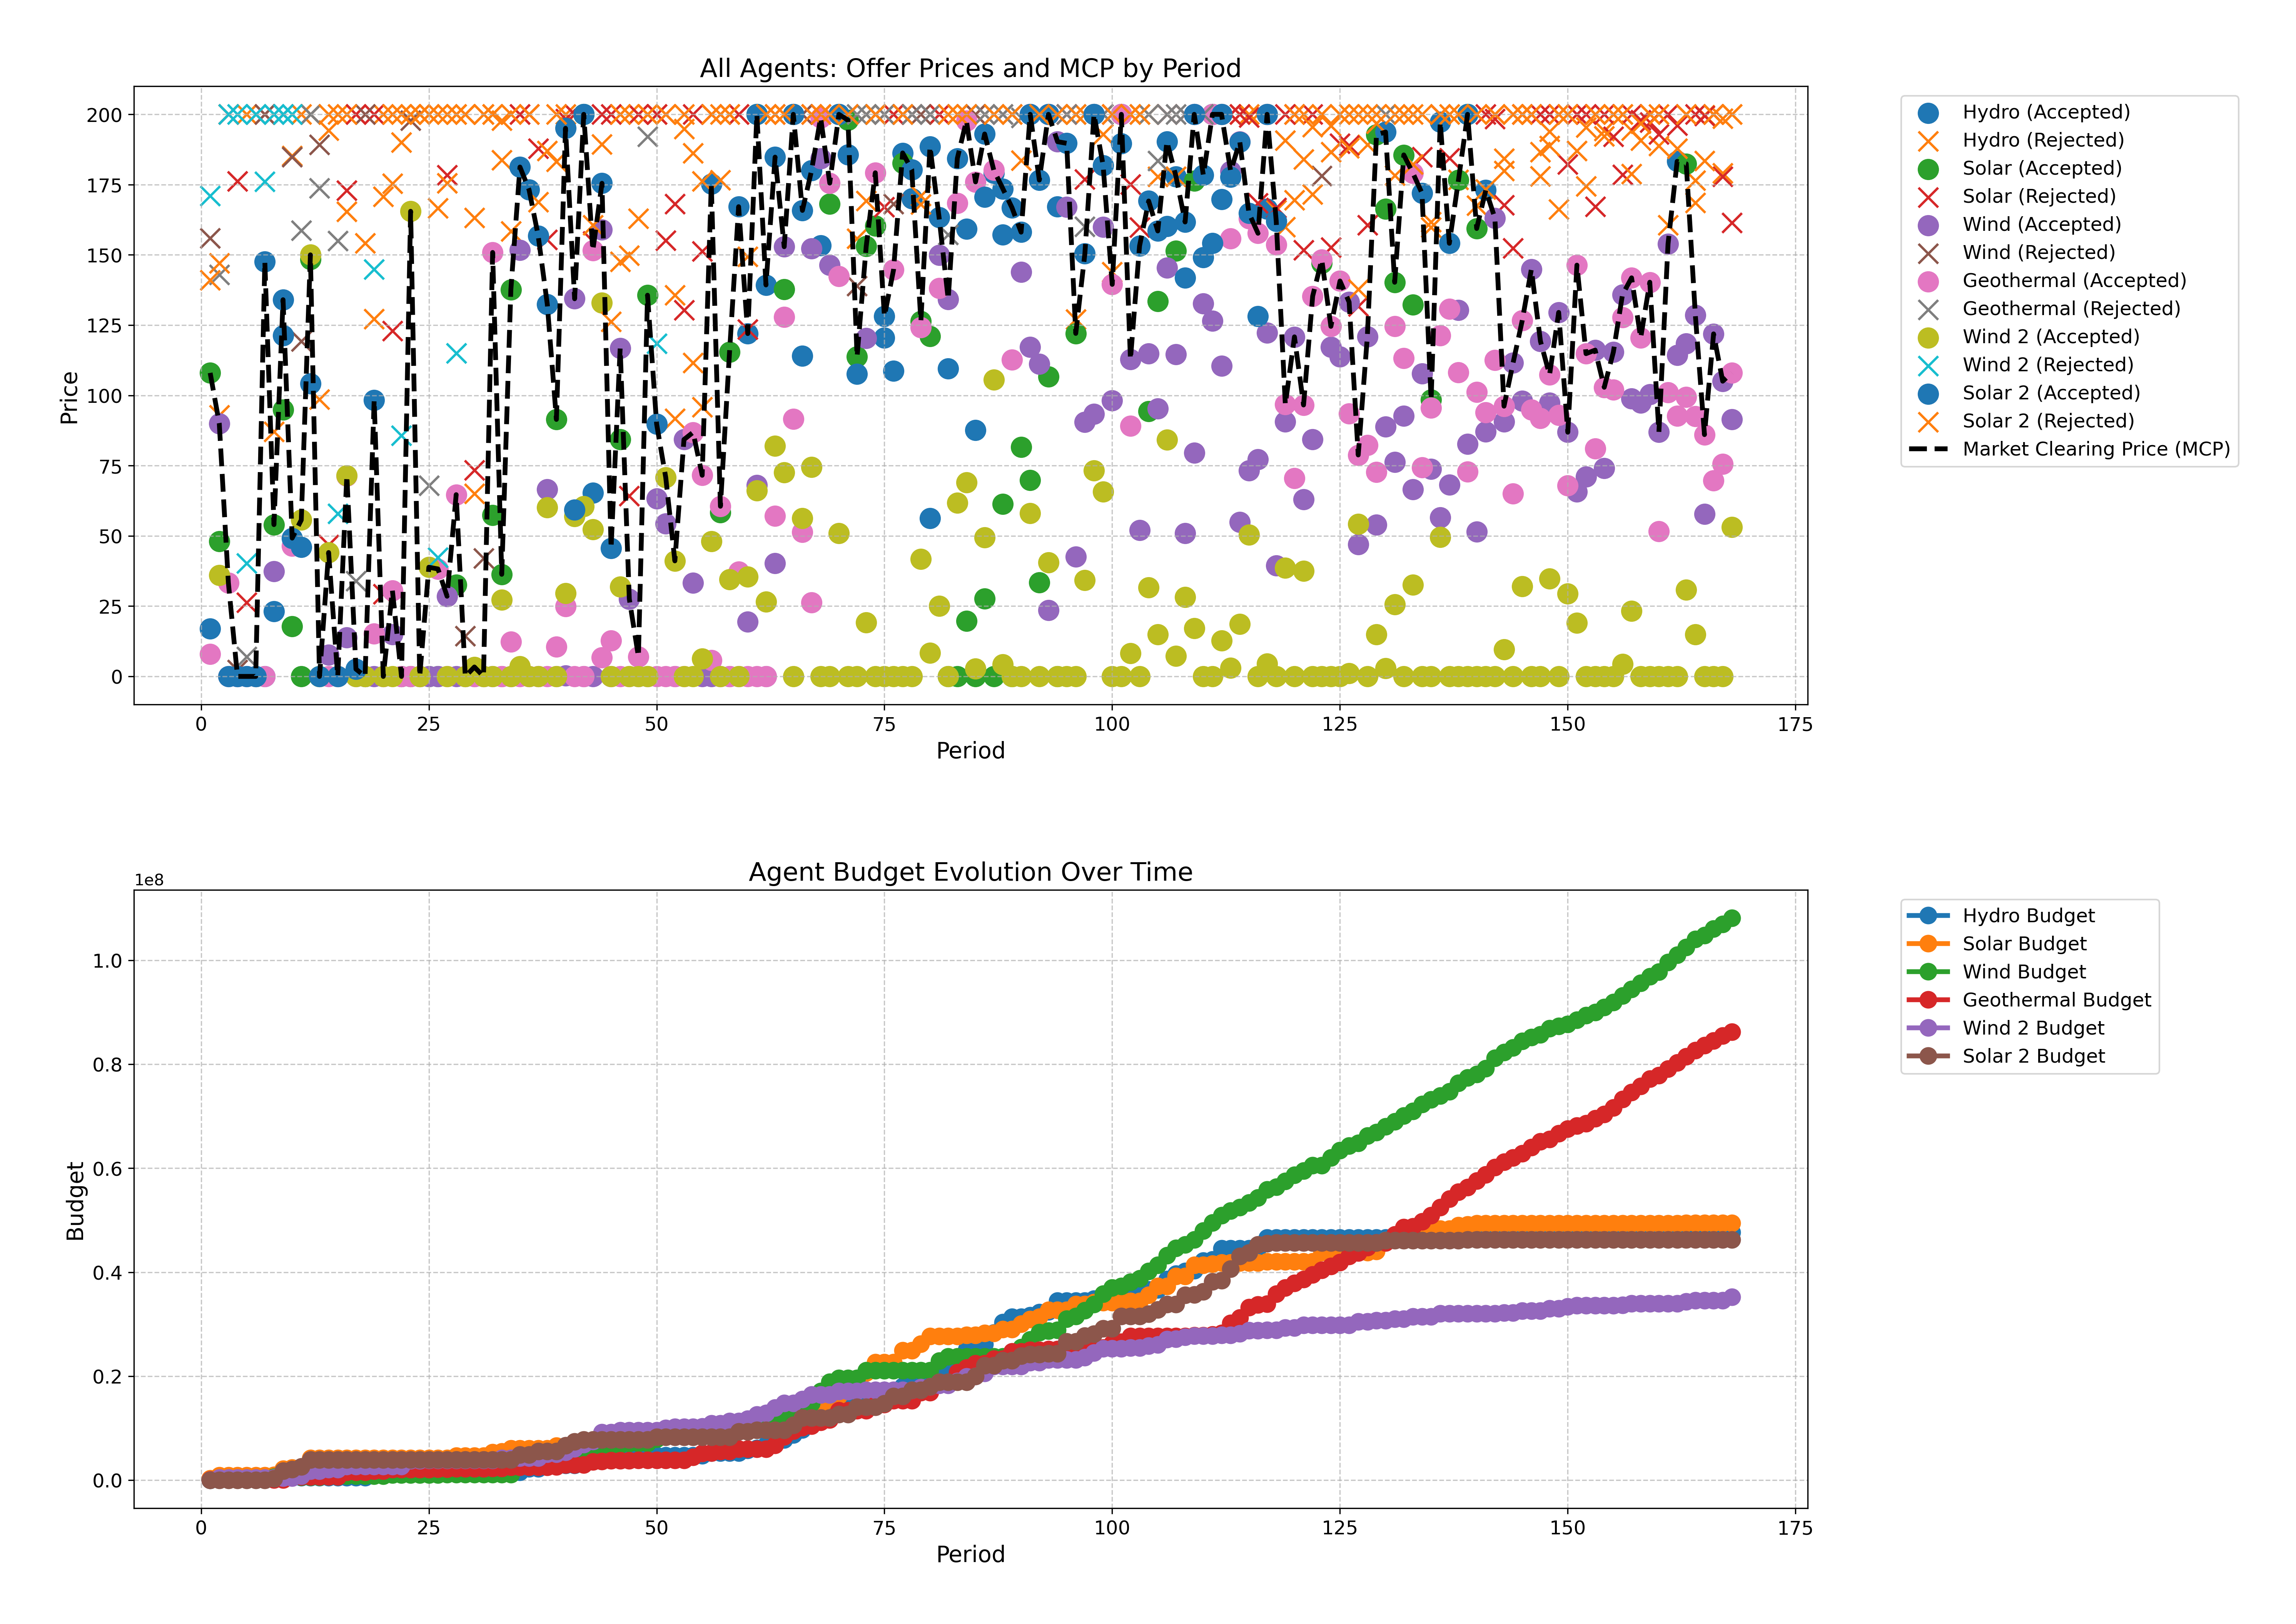 All Agents: Offer Prices and MCP by Period
200
175
150
125
100
75
50
25
0
Price
0
25
50
75
100
125
150
175
Period
Hydro (Accepted)
Hydro (Rejected)
Solar (Accepted)
Solar (Rejected)
Wind (Accepted)
Wind (Rejected)
Geothermal (Accepted)
Geothermal (Rejected)
Wind 2 (Accepted)
Wind 2 (Rejected)
Solar 2 (Accepted)
Solar 2 (Rejected)
Market Clearing Price (MCP)
Agent Budget Evolution Over Time
1e8
1.0
0.8
0.6
0.4
0.2
0.0
Budget
0
25
50
75
100
125
150
175
Period
Hydro Budget
Solar Budget
Wind Budget
Geothermal Budget
Wind 2 Budget
Solar 2 Budget